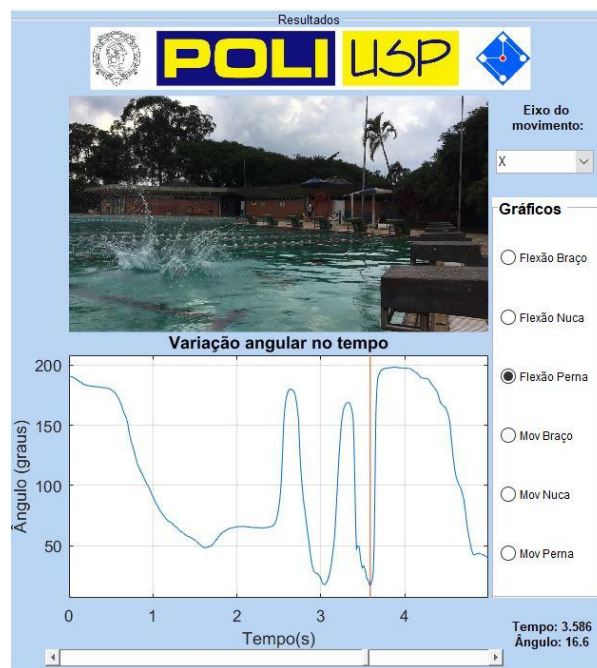 Resultados
POLI USP
Eixo do
movimento:
X
Gráficos
Flexão Braço
Flexão Nuca
Flexão Perna
Mov Braço
Mov Nuca
Mov Perna
Variação angular no tempo
Ângulo (graus)
200
150
100
50
0 1 2 3 4
Tempo(s)
Tempo: 3.586
Ângulo: 16.6